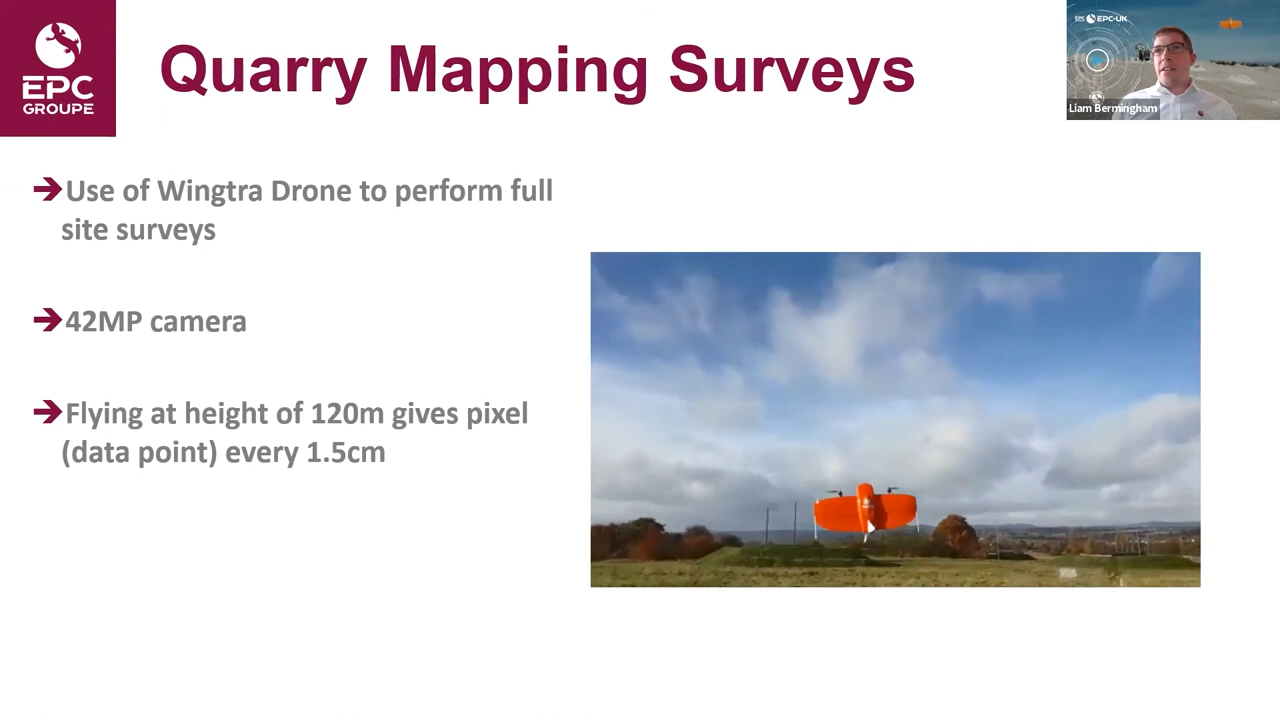 EPC
GROUPE
Quarry Mapping Surveys
EPC-UK
Liam Bermingham
➔Use of Wingtra Drone to perform full
site surveys
➔42MP camera
➔Flying at height of 120m gives pixel
(data point) every 1.5cm